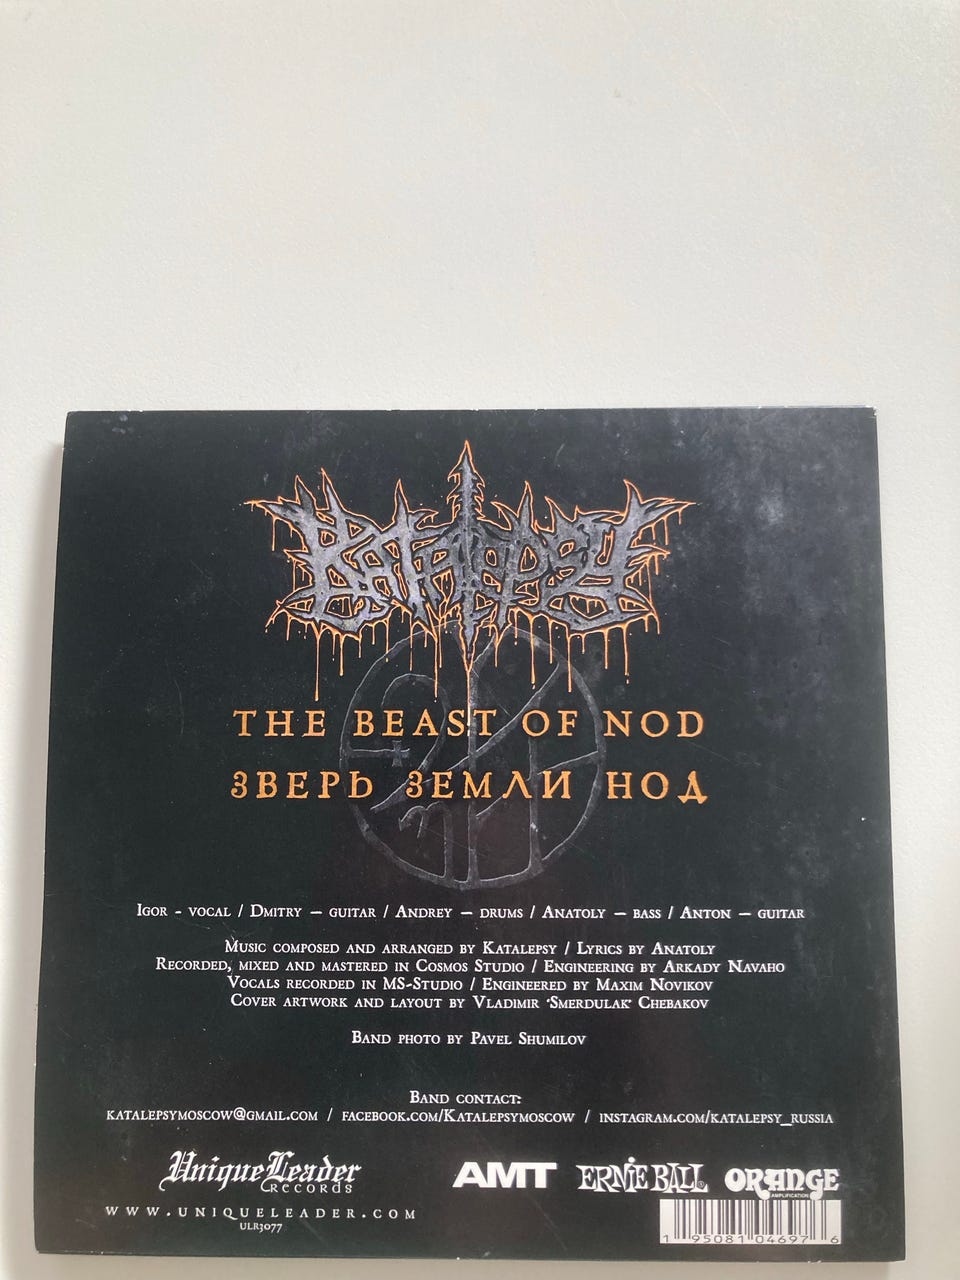 KATALEPSY
THE BEAST OF NOD
ЗВЕРЬ ЗЕМЛИ НОД
IGOR - VOCAL / DMITRY – GUITAR / ANDREY – DRUMS / ANATOLY – BASS / ANTON – GUITAR
MUSIC COMPOSED AND ARRANGED BY KATALEPSY / LYRICS BY ANATOLY
RECORDED, MIXED AND MASTERED IN COSMOS STUDIO / ENGINEERING BY ARKADY NAVAHO
VOCALS RECORDED IN MS-STUDIO / ENGINEERED BY MAXIM NOVIKOV
COVER ARTWORK AND LAYOUT BY VLADIMIR "SMERDULAK" CHEBAKOV
BAND PHOTO BY PAVEL SHUMILOV
BAND CONTACT:
KATALEPSYMOSCOW@GMAIL.COM / FACEBOOK.COM/KATALEPSYMOSCOW / INSTAGRAM.COM/KATALEPSY_RUSSIA
Unique Leader
records
AMT ERNIE BALL® ORANGE
AMPLIFICATION
WWW.UNIQUELEADER.COM
ULR3077
1 95081 04697 6